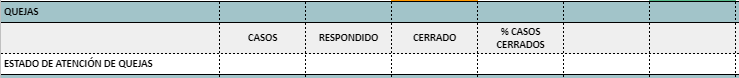 QUEJAS
CASOS RESPONDIDO CERRADO % CASOS
CERRADOS
ESTADO DE ATENCIÓN DE QUEJAS